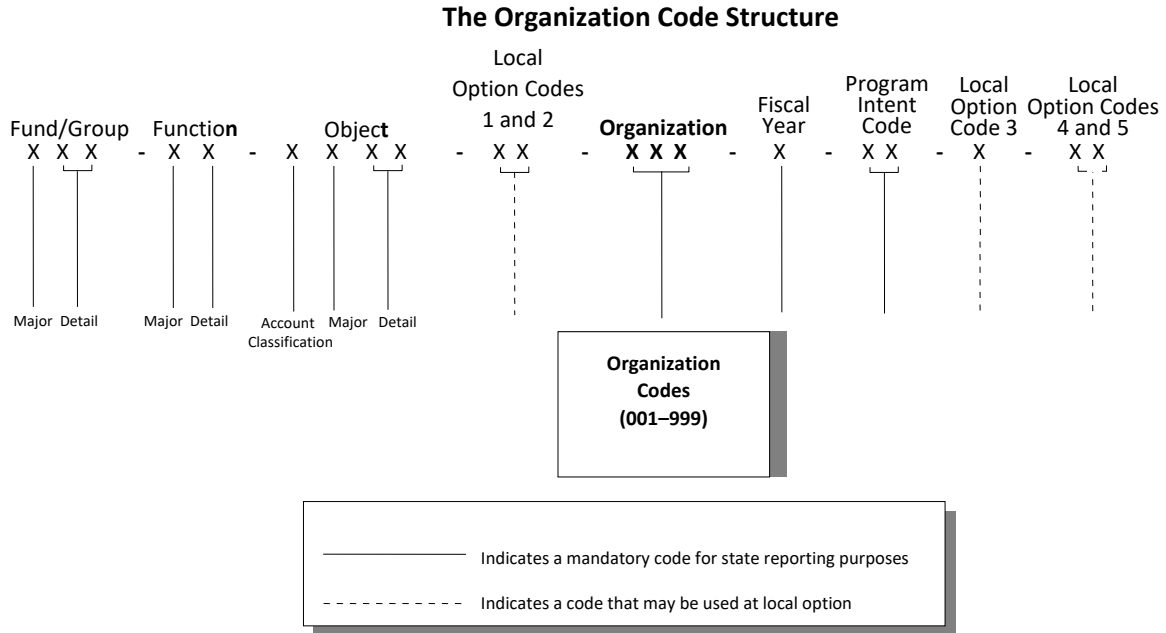 The Organization Code Structure
Local
Option Codes
1 and 2
Fiscal
Year
Program
Intent
Code
Local
Option
Code 3
Local
Option Codes
4 and 5
Fund/Group Function Object Organization
X X X - X X - X X X X - X X - X X X - X - X X - X - X X
Major Detail Major Detail Account Classification Major Detail
Organization
Codes
(001–999)
Indicates a mandatory code for state reporting purposes
Indicates a code that may be used at local option